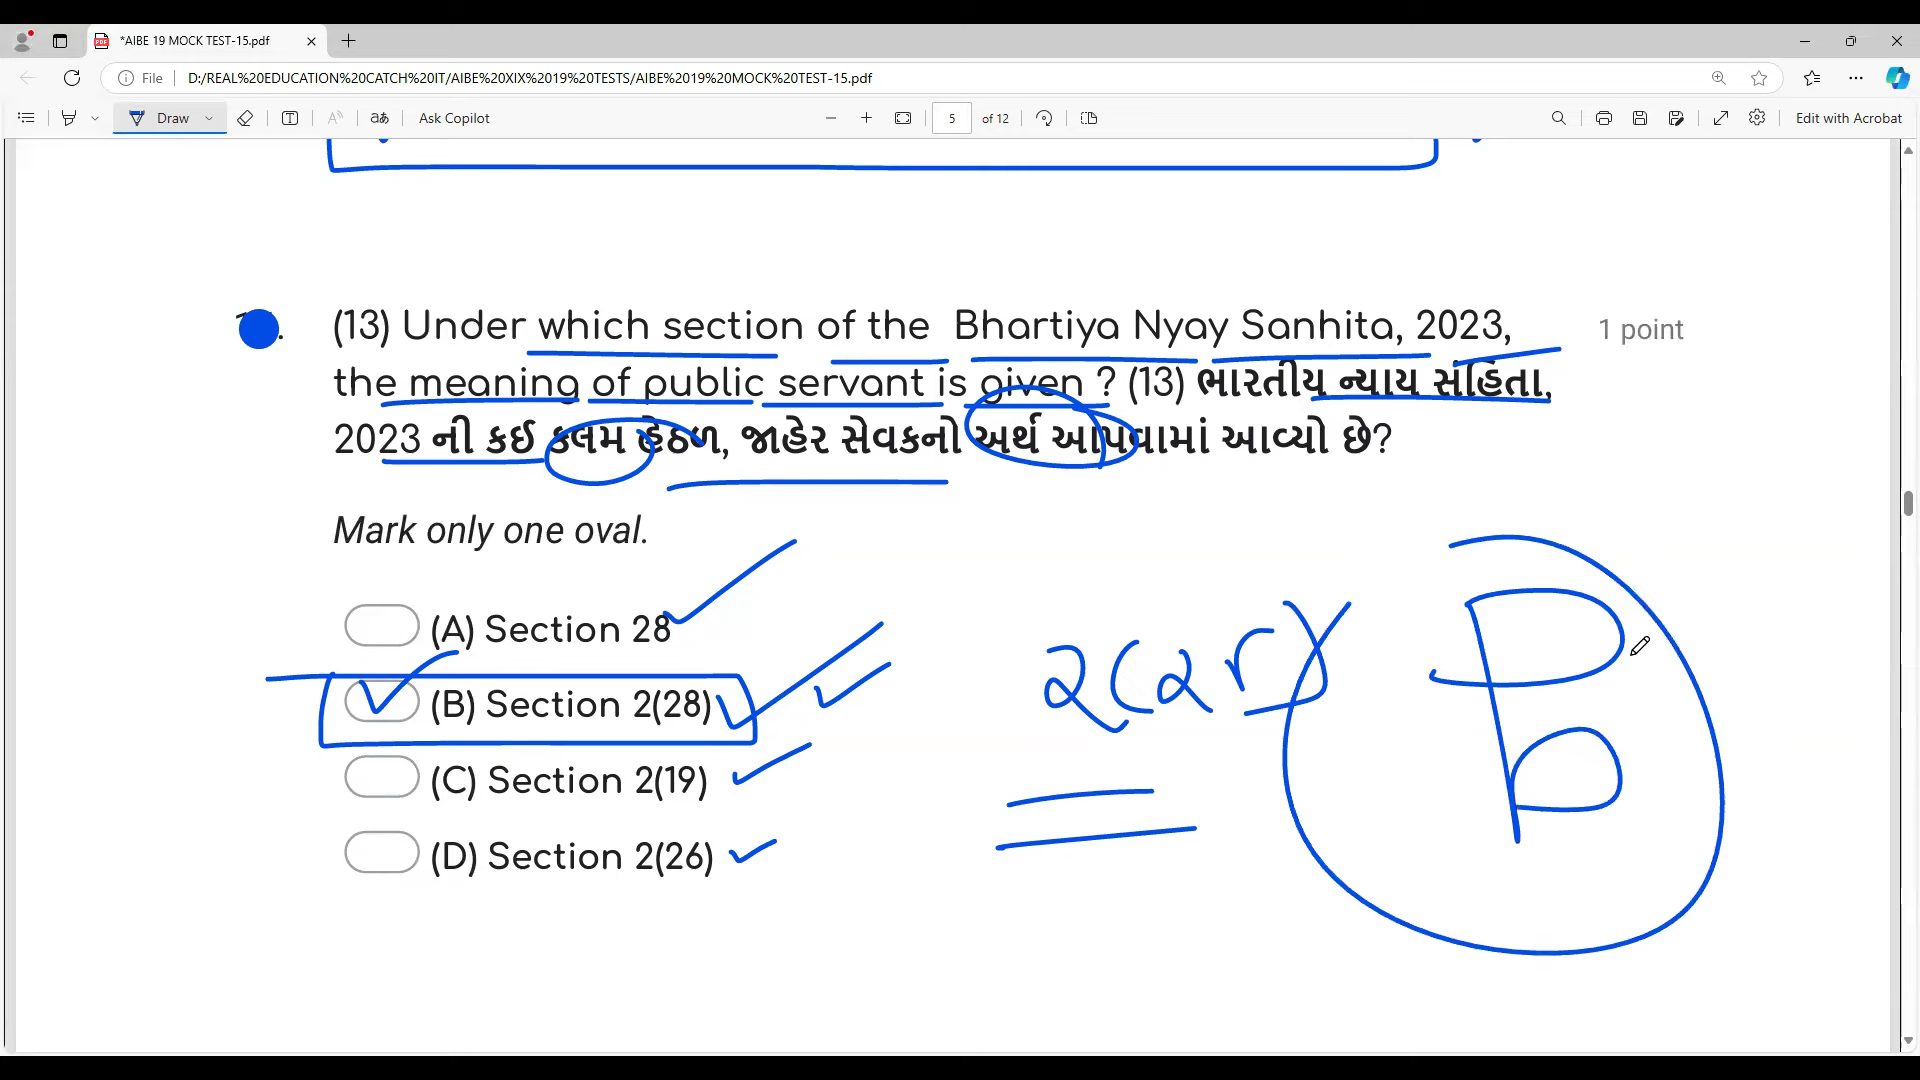 *AIBE 19 MOCK TEST-15.pdf
File D:/REAL%20EDUCATION%20CATCH%20IT/AIBE%20XIX%2019%20TESTS/AIBE%2019%20MOCK%20TEST-15.pdf
Draw Ask Copilot 5 of 12 Edit with Acrobat
(13) Under which section of the Bhartiya Nyay Sanhita, 2023, 1 point
the meaning of public servant is given ? (13) ભારતીય ન્યાય સંહિતા,
2023 ની કઈ કલમ હેઠળ, જાહેર સેવકનો અર્થ આપવામાં આવ્યો છે?
Mark only one oval.
(A) Section 28
(B) Section 2(28)
(C) Section 2(19)
(D) Section 2(26)